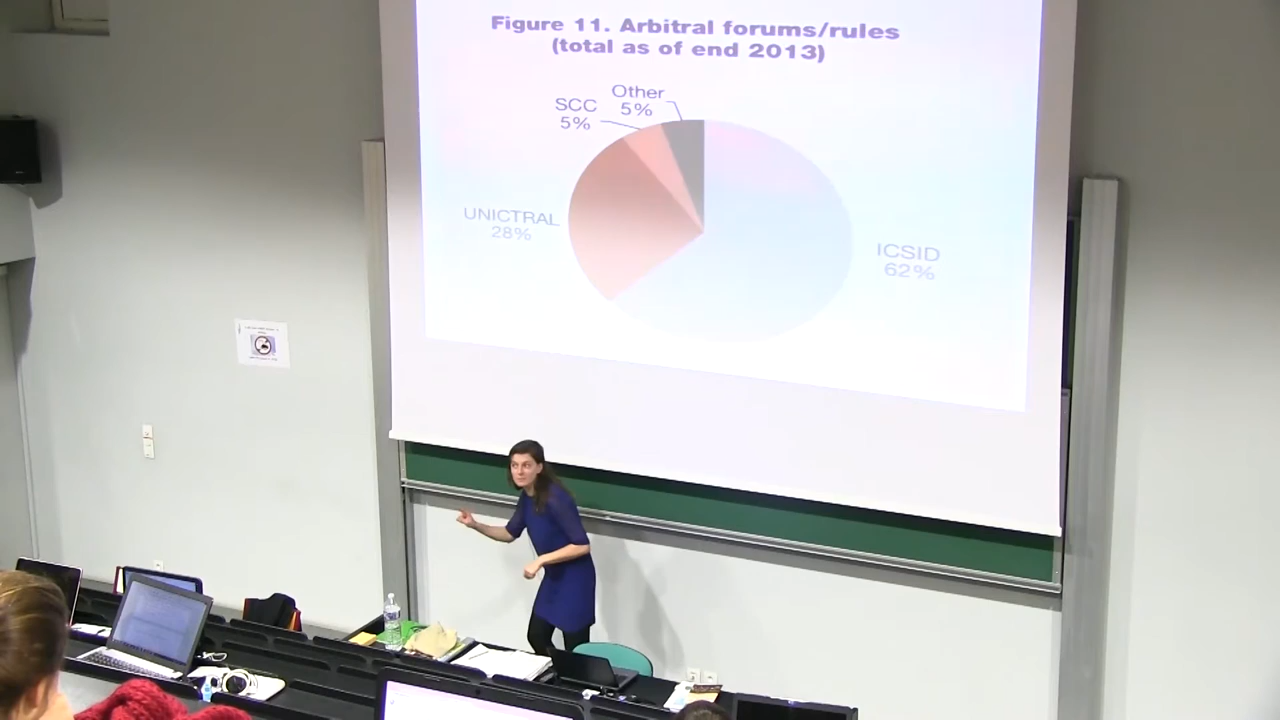 Figure 11. Arbitral forums/rules
(total as of end 2013)
Other
5%
SCC
5%
UNICTRAL
28%
ICSID
62%